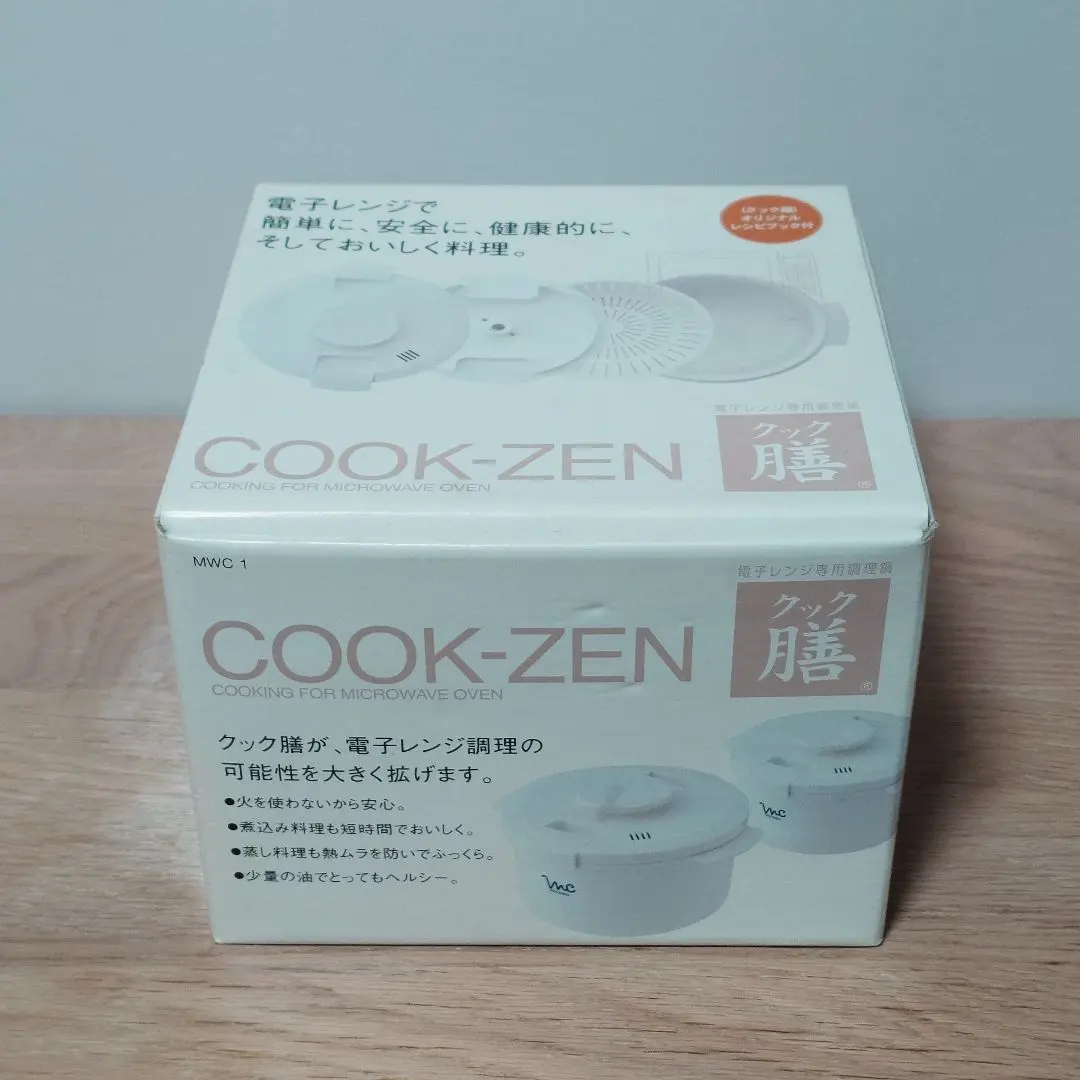 電子レンジで
簡単に、安全に、健康的に、
そしておいしく料理。
(クック膳)
オリジナル
レシピブック付
電子レンジ専用調理鍋
クック
膳
®
COOK-ZEN
COOKING FOR MICROWAVE OVEN
MWC 1
電子レンジ専用調理鍋
クック
膳
®
COOK-ZEN
COOKING FOR MICROWAVE OVEN
クック膳が、電子レンジ調理の
可能性を大きく拡げます。
●火を使わないから安心。
●煮込み料理も短時間でおいしく。
●蒸し料理も熱ムラを防いでふっくら。
●少量の油でとってもヘルシー。
mc
mc